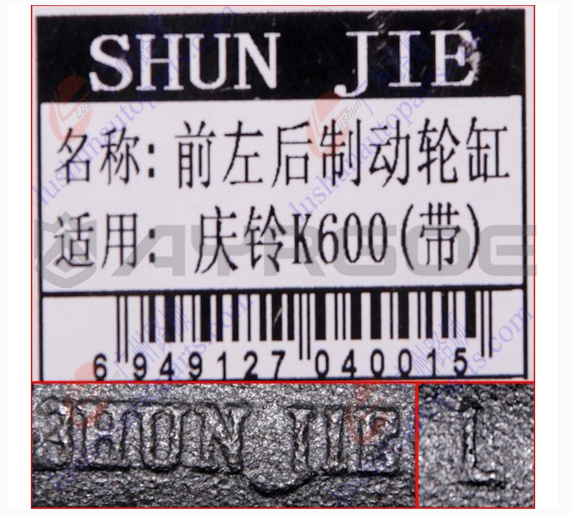 SHUN JIE
名称: 前左后制动轮缸
适用: 庆铃K600(带)
6 949127 040015
SHUN JIE
L